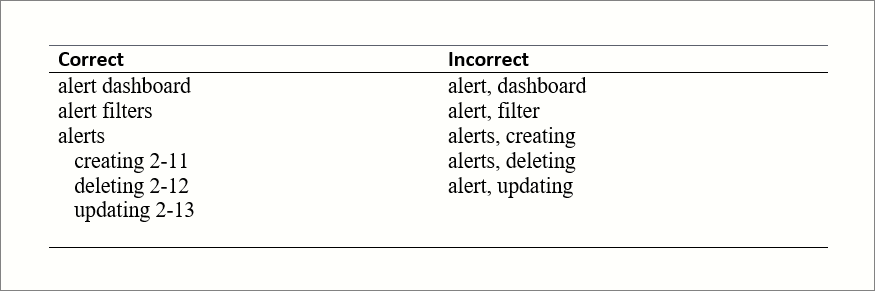 Correct Incorrect
alert dashboard alert, dashboard
alert filters alert, filter
alerts alerts, creating
creating 2-11 alerts, deleting
deleting 2-12 alert, updating
updating 2-13